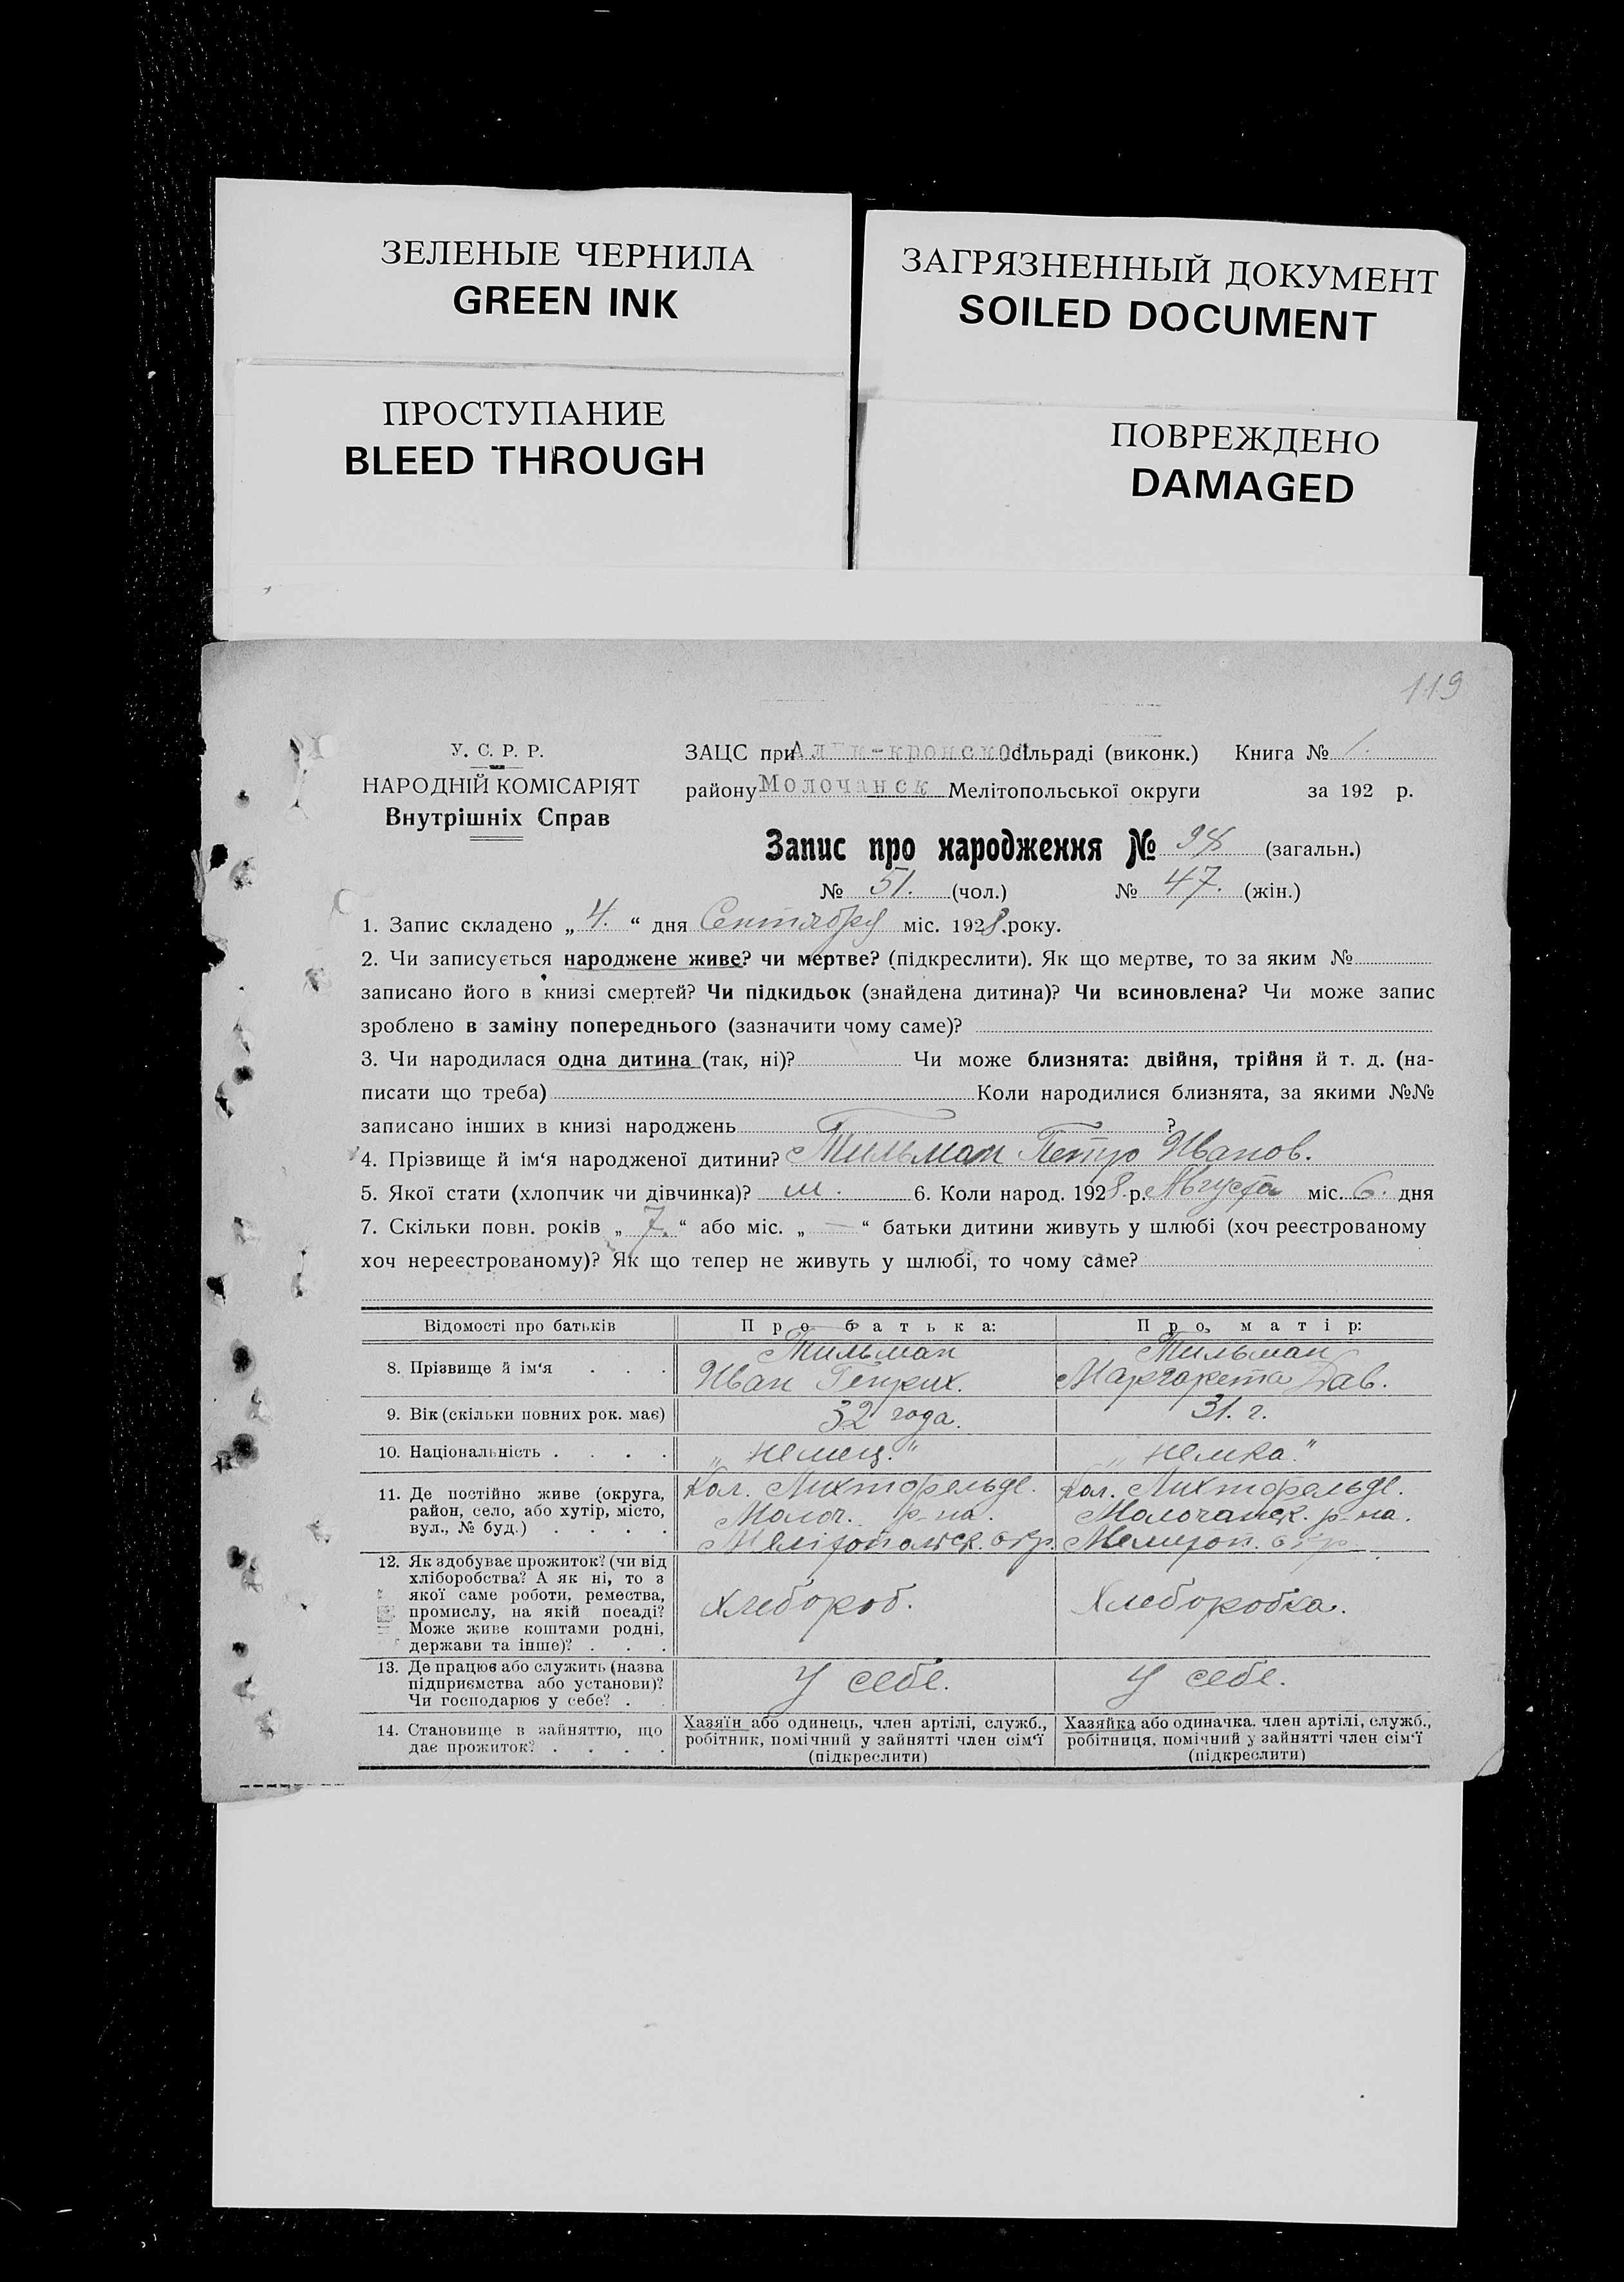 ЗЕЛЕНЫЕ ЧЕРНИЛА
GREEN INK
ЗАГРЯЗНЕННЫЙ ДОКУМЕНТ
SOILED DOCUMENT
ПРОСТУПАНИЕ
BLEED THROUGH
ПОВРЕЖДЕНО
DAMAGED
119
У. С. Р. Р.
НАРОДНІЙ КОМІСАРІЯТ
Внутрішніх Справ
ЗАЦС при сільраді (виконк.) Книга № 1.
району Молочанск Мелітопольської округи за 192 р.
Запис про народження № 98 (загальн.)
№ 51. (чол.) № 47. (жін.)
1. Запис складено „ 4. “ дня Сентября міс. 1928.року.
2. Чи записується народжене живе? чи мертве? (підкреслити). Як що мертве, то за яким №
записано його в книзі смертей? Чи підкидьок (знайдена дитина)? Чи всиновлена? Чи може запис
зроблено в заміну попереднього (зазначити чому саме)?
3. Чи народилася одна дитина (так, ні)? Чи може близнята: двійня, трійня й т. д. (на-
писати що треба) Коли народилися близнята, за якими №№
записано інших в книзі народжень ?
4. Прізвище й ім‘я народженої дитини? Тильман Петр Иванов.
5. Якої стати (хлопчик чи дівчинка)? м. 6. Коли народ. 1928 р. Августа міс. 6. дня
7. Скільки повн. років „ 7. “ або міс. „ — “ батьки дитини живуть у шлюбі (хоч реєстрованому
хоч нереєстрованому)? Як що тепер не живуть у шлюбі, то чому саме?
Відомості про батьків Про батька: Про матір:
8. Прізвище й ім‘я . . .
Тильман
Иван Генрих.
Тильман
Маргарета Дав.
9. Вік (скільки повних рок. має) 32 года. 31. г.
10. Національність . . . . „ немец.“ „ немка.“
11. Де постійно живе (округа,
район, село, або хутір, місто,
вул., № буд.) . . . .
Кол. Лихтфельде.
Молоч. р-на.
Мелітопольск. окр.
Кол. Лихтфельде.
Молочанск. р-на.
Мелитоп. окр.
12. Як здобуває прожиток? (чи від
хліборобства? А як ні, то з
якої саме роботи, ремества,
промислу, на якій посаді?
Може живе коштами родні,
держави та інше)? . . .
Хлебороб.
Хлеборобка.
13. Де працює або служить (назва
підприємства або установи)?
Чи господарює у себе? .
У себе.
У себе.
14. Становище в зайняттю, що
дає прожиток? . . . .
Хазяїн або одинець, член артілі, служб.,
робітник, помічний у зайнятті член сім‘ї
(підкреслити)
Хазяйка або одиначка, член артілі, служб.,
робітниця, помічний у зайнятті член сім‘ї
(підкреслити)